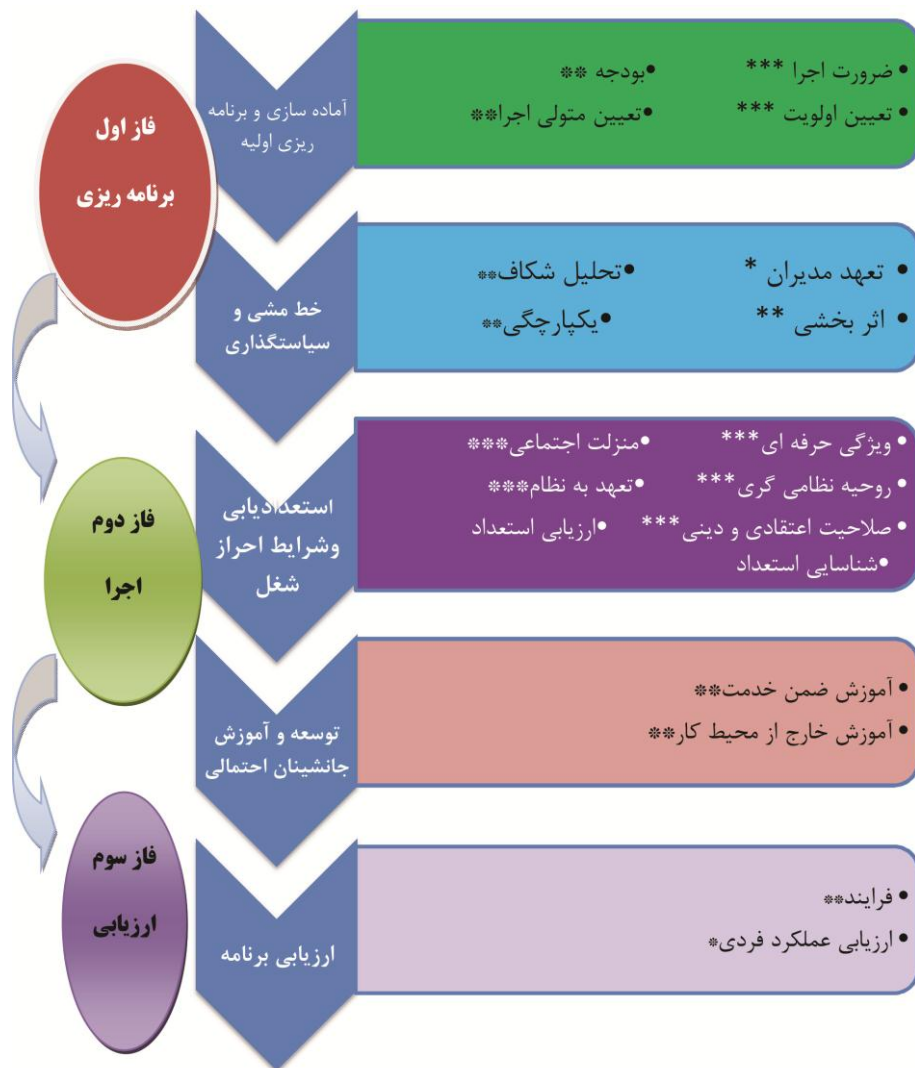 فاز اول
برنامه ریزی
آماده سازی و برنامه
ریزی اولیه
•ضرورت اجرا *** •بودجه **
•تعیین اولویت *** •تعیین متولی اجرا**
خط مشی و
سیاستگذاری
• تعهد مدیران * •تحلیل شکاف**
• اثر بخشی ** •یکپارچگی**
فاز دوم
اجرا
استعدادیابی
وشرایط احراز
شغل
•ویژگی حرفه ای*** •منزلت اجتماعی***
•روحیه نظامی گری*** •تعهد به نظام***
•صلاحیت اعتقادی و دینی*** •ارزیابی استعداد
•شناسایی استعداد
توسعه و آموزش
جانشینان احتمالی
•آموزش ضمن خدمت**
•آموزش خارج از محیط کار**
فاز سوم
ارزیابی
ارزیابی برنامه
•فرایند**
•ارزیابی عملکرد فردی*